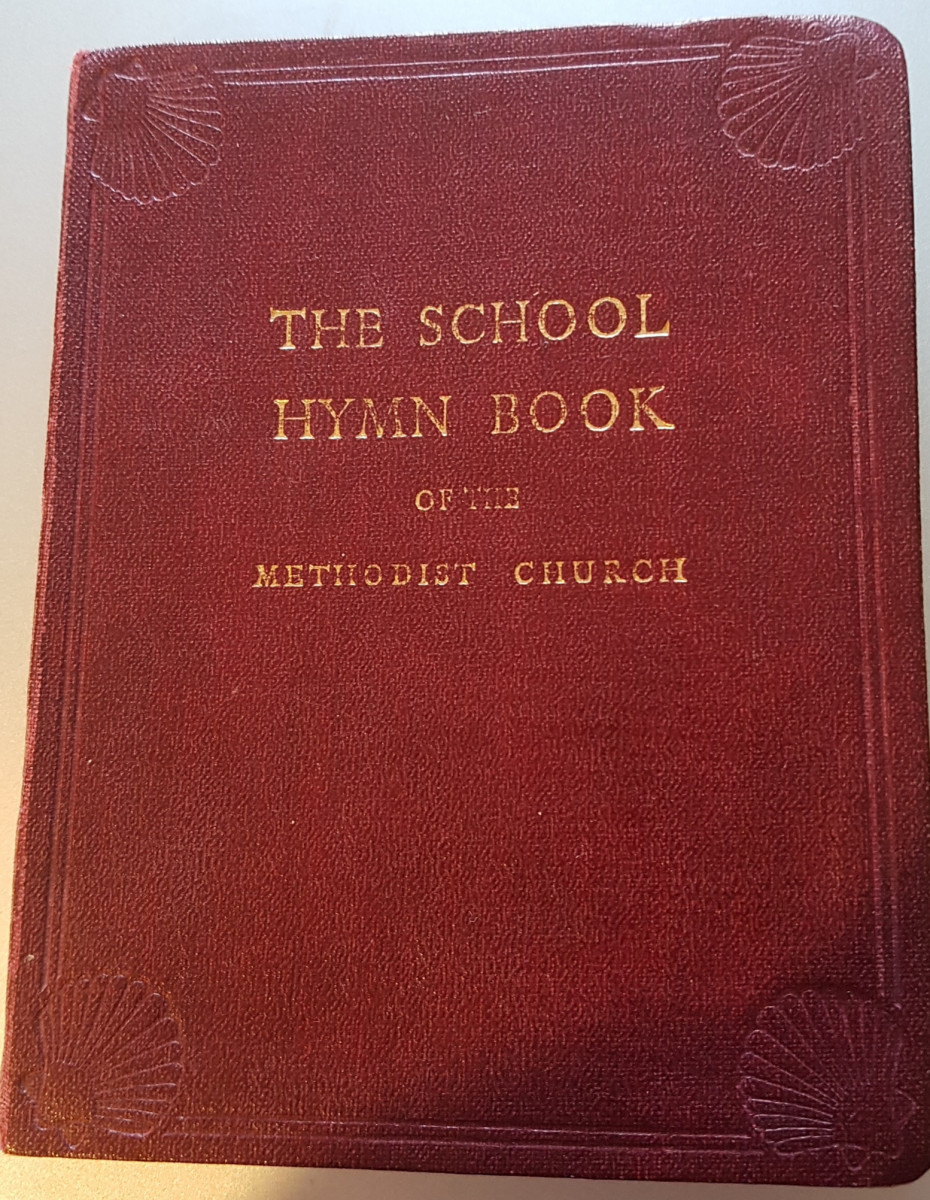 THE SCHOOL
HYMN BOOK
OF THE
METHODIST CHURCH